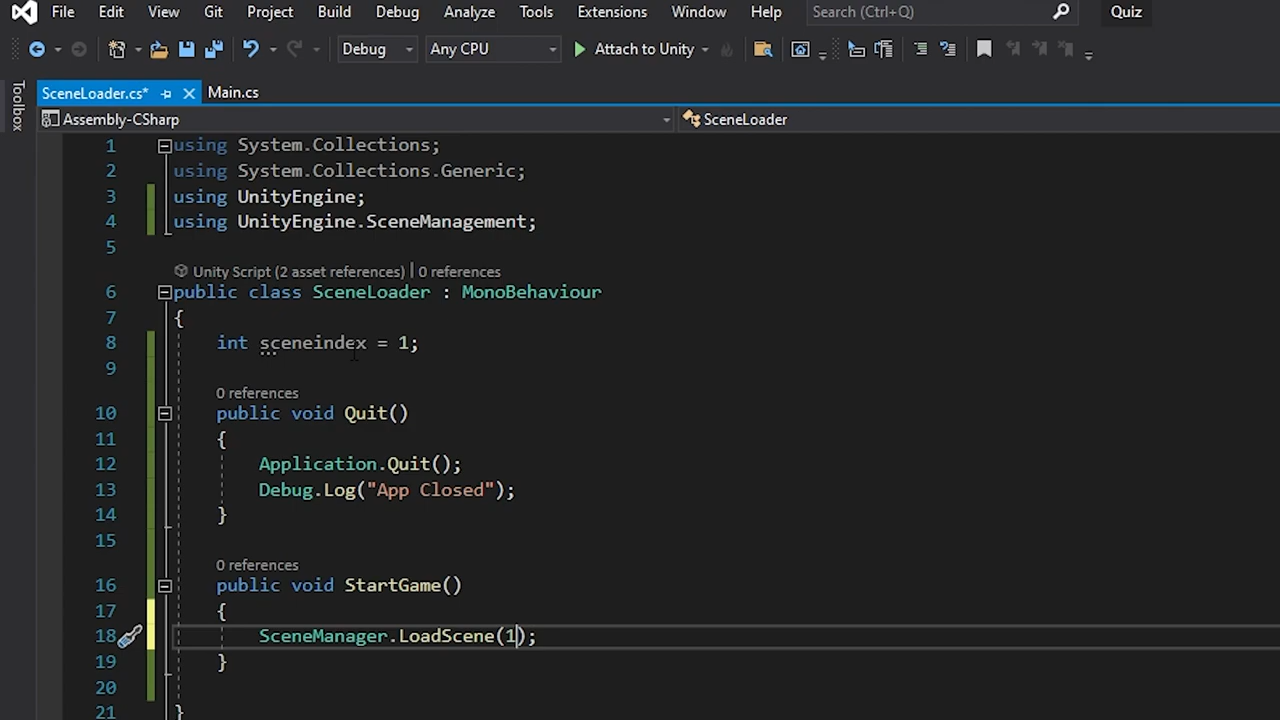 File Edit View Git Project Build Debug Analyze Tools Extensions Window Help Search (Ctrl+Q) Quiz
Debug Any CPU Attach to Unity
Toolbox
SceneLoader.cs* Main.cs
Assembly-CSharp SceneLoader
1 using System.Collections;
2 using System.Collections.Generic;
3 using UnityEngine;
4 using UnityEngine.SceneManagement;
5
Unity Script (2 asset references) | 0 references
6 public class SceneLoader : MonoBehaviour
7 {
8 int sceneindex = 1;
9
0 references
10 public void Quit()
11 {
12 Application.Quit();
13 Debug.Log("App Closed");
14 }
15
0 references
16 public void StartGame()
17 {
18 SceneManager.LoadScene(1);
19 }
20
21 }